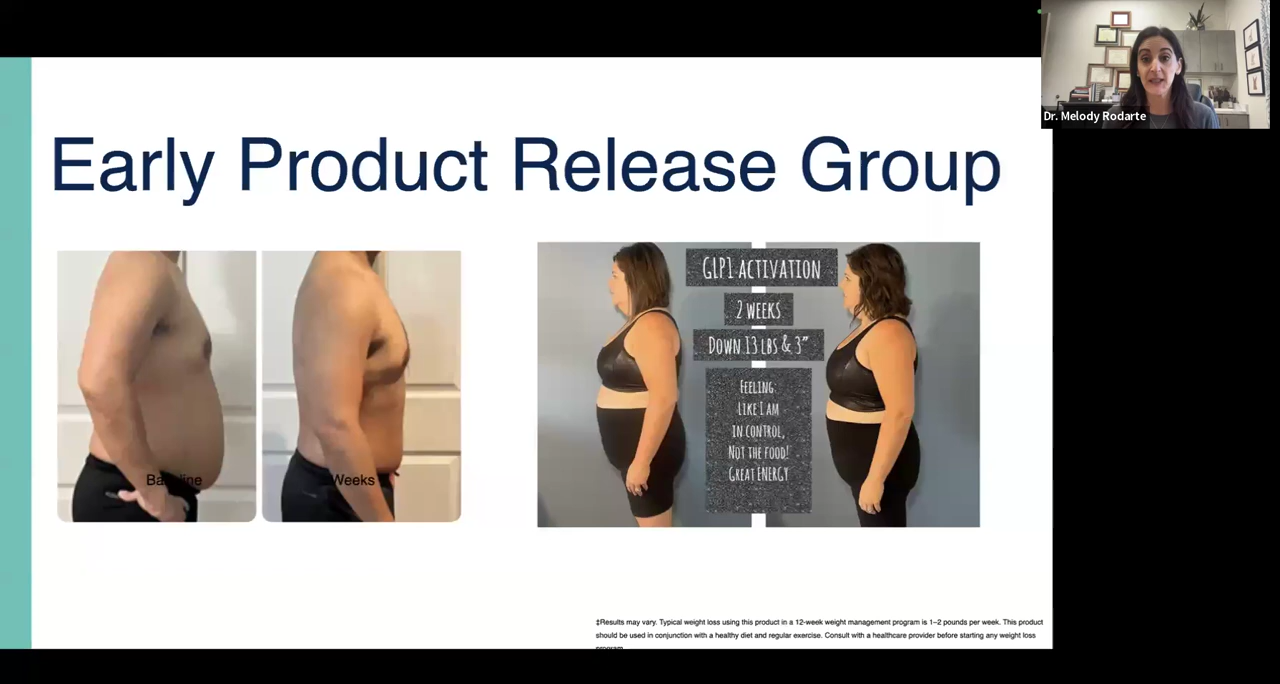 Dr. Melody Rodarte
Early Product Release Group
GLP1 ACTIVATION
2 WEEKS
DOWN 13 LBS & 3"
FEELING
LIKE I AM
IN CONTROL,
NOT THE FOOD!
GREAT ENERGY
Baseline
Weeks
‡Results may vary. Typical weight loss using this product in a 12-week weight management program is 1–2 pounds per week. This product
should be used in conjunction with a healthy diet and regular exercise. Consult with a healthcare provider before starting any weight loss
program.